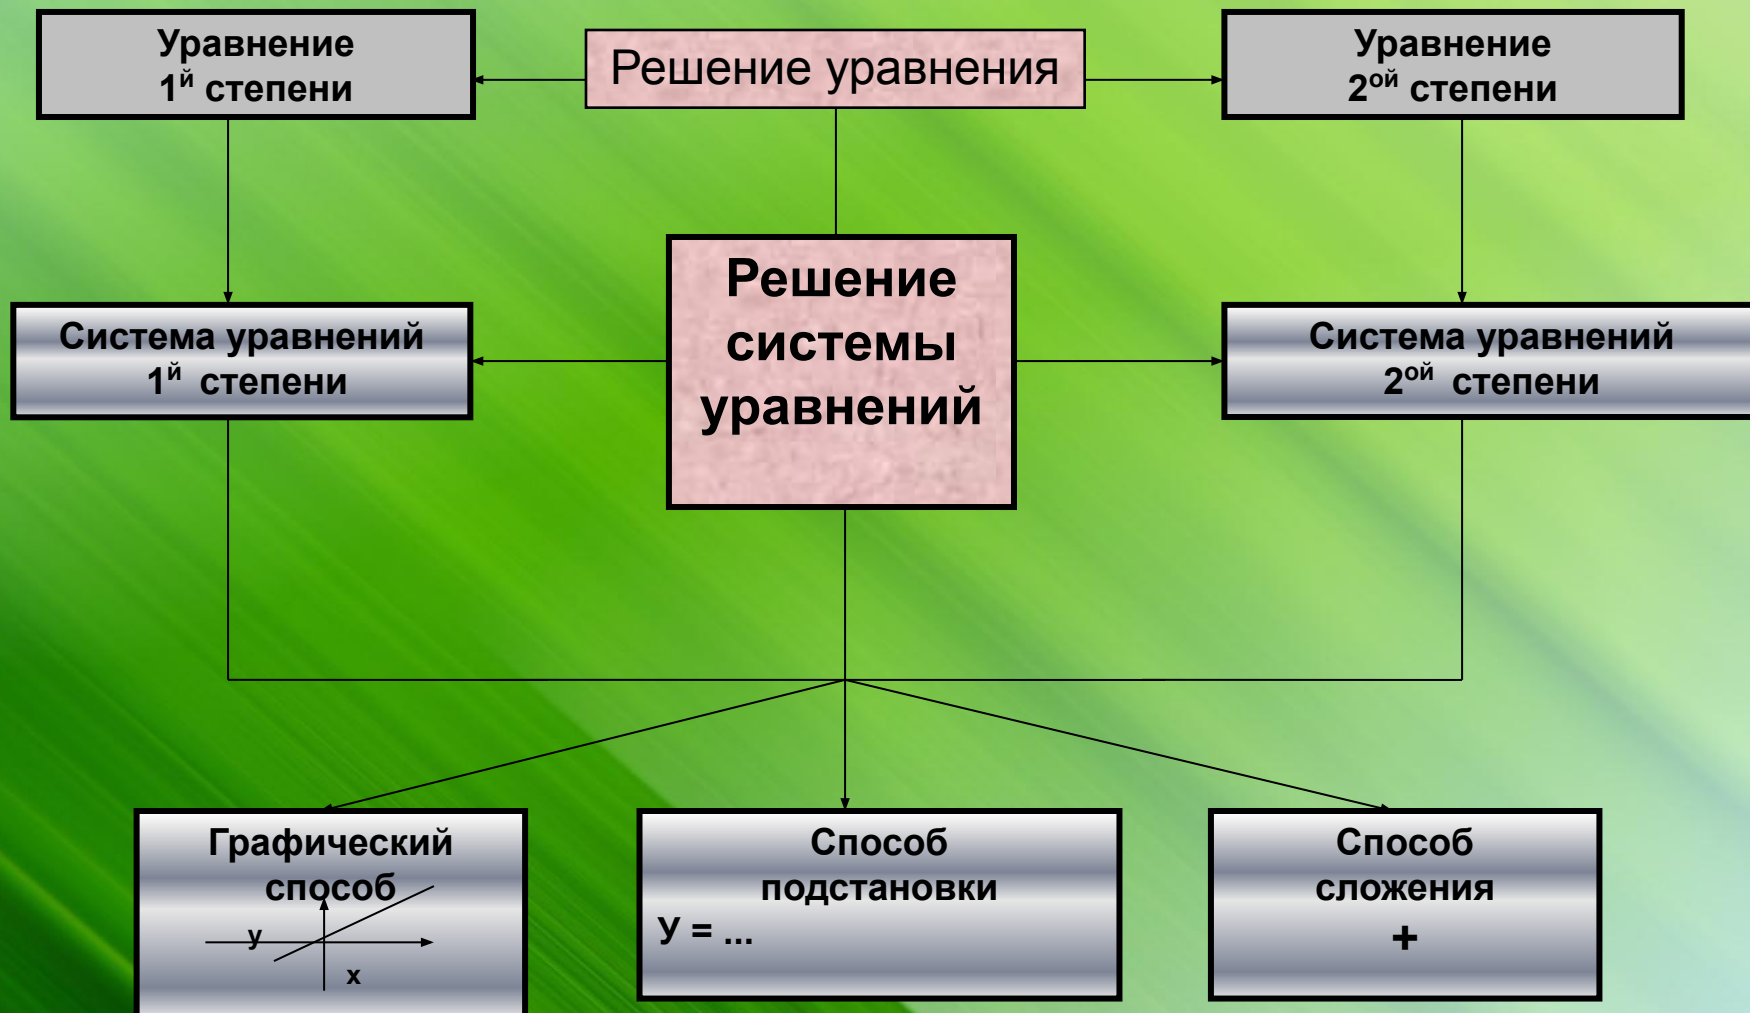 Уравнение
1й степени
Решение уравнения
Уравнение
2ой степени
Решение
системы
уравнений
Система уравнений
1й степени
Система уравнений
2ой степени
Графический
способ
у
х
Способ
подстановки
У = ...
Способ
сложения
+